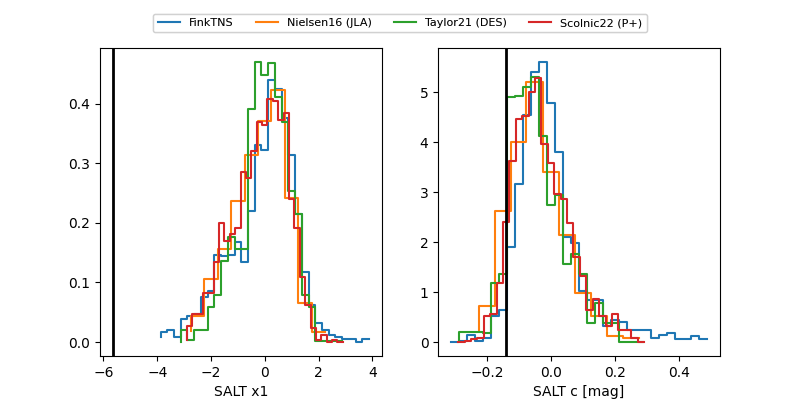 FinkTNS Nielsen16 (JLA) Taylor21 (DES) Scolnic22 (P+)
0.4
0.3
0.2
0.1
0.0
−6 −4 −2 0 2 4
SALT x1
5
4
3
2
1
0
−0.2 0.0 0.2 0.4
SALT c [mag]